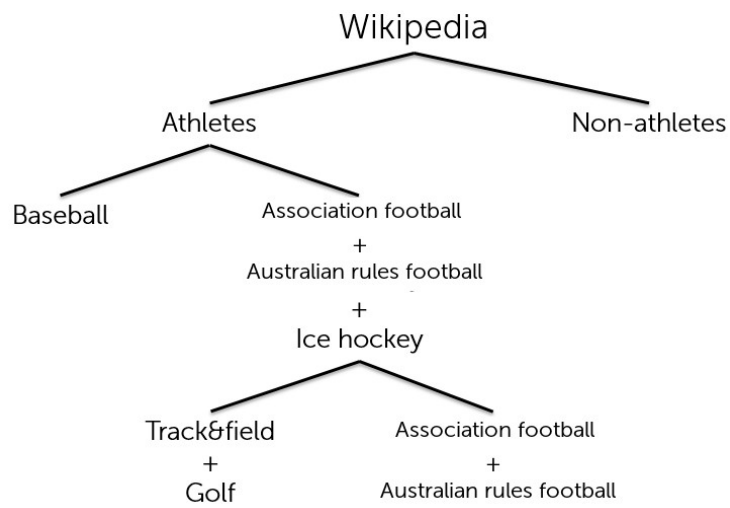 Wikipedia
Athletes
Non-athletes
Baseball
Association football
+
Australian rules football
+
Ice hockey
Track&field
+
Golf
Association football
+
Australian rules football